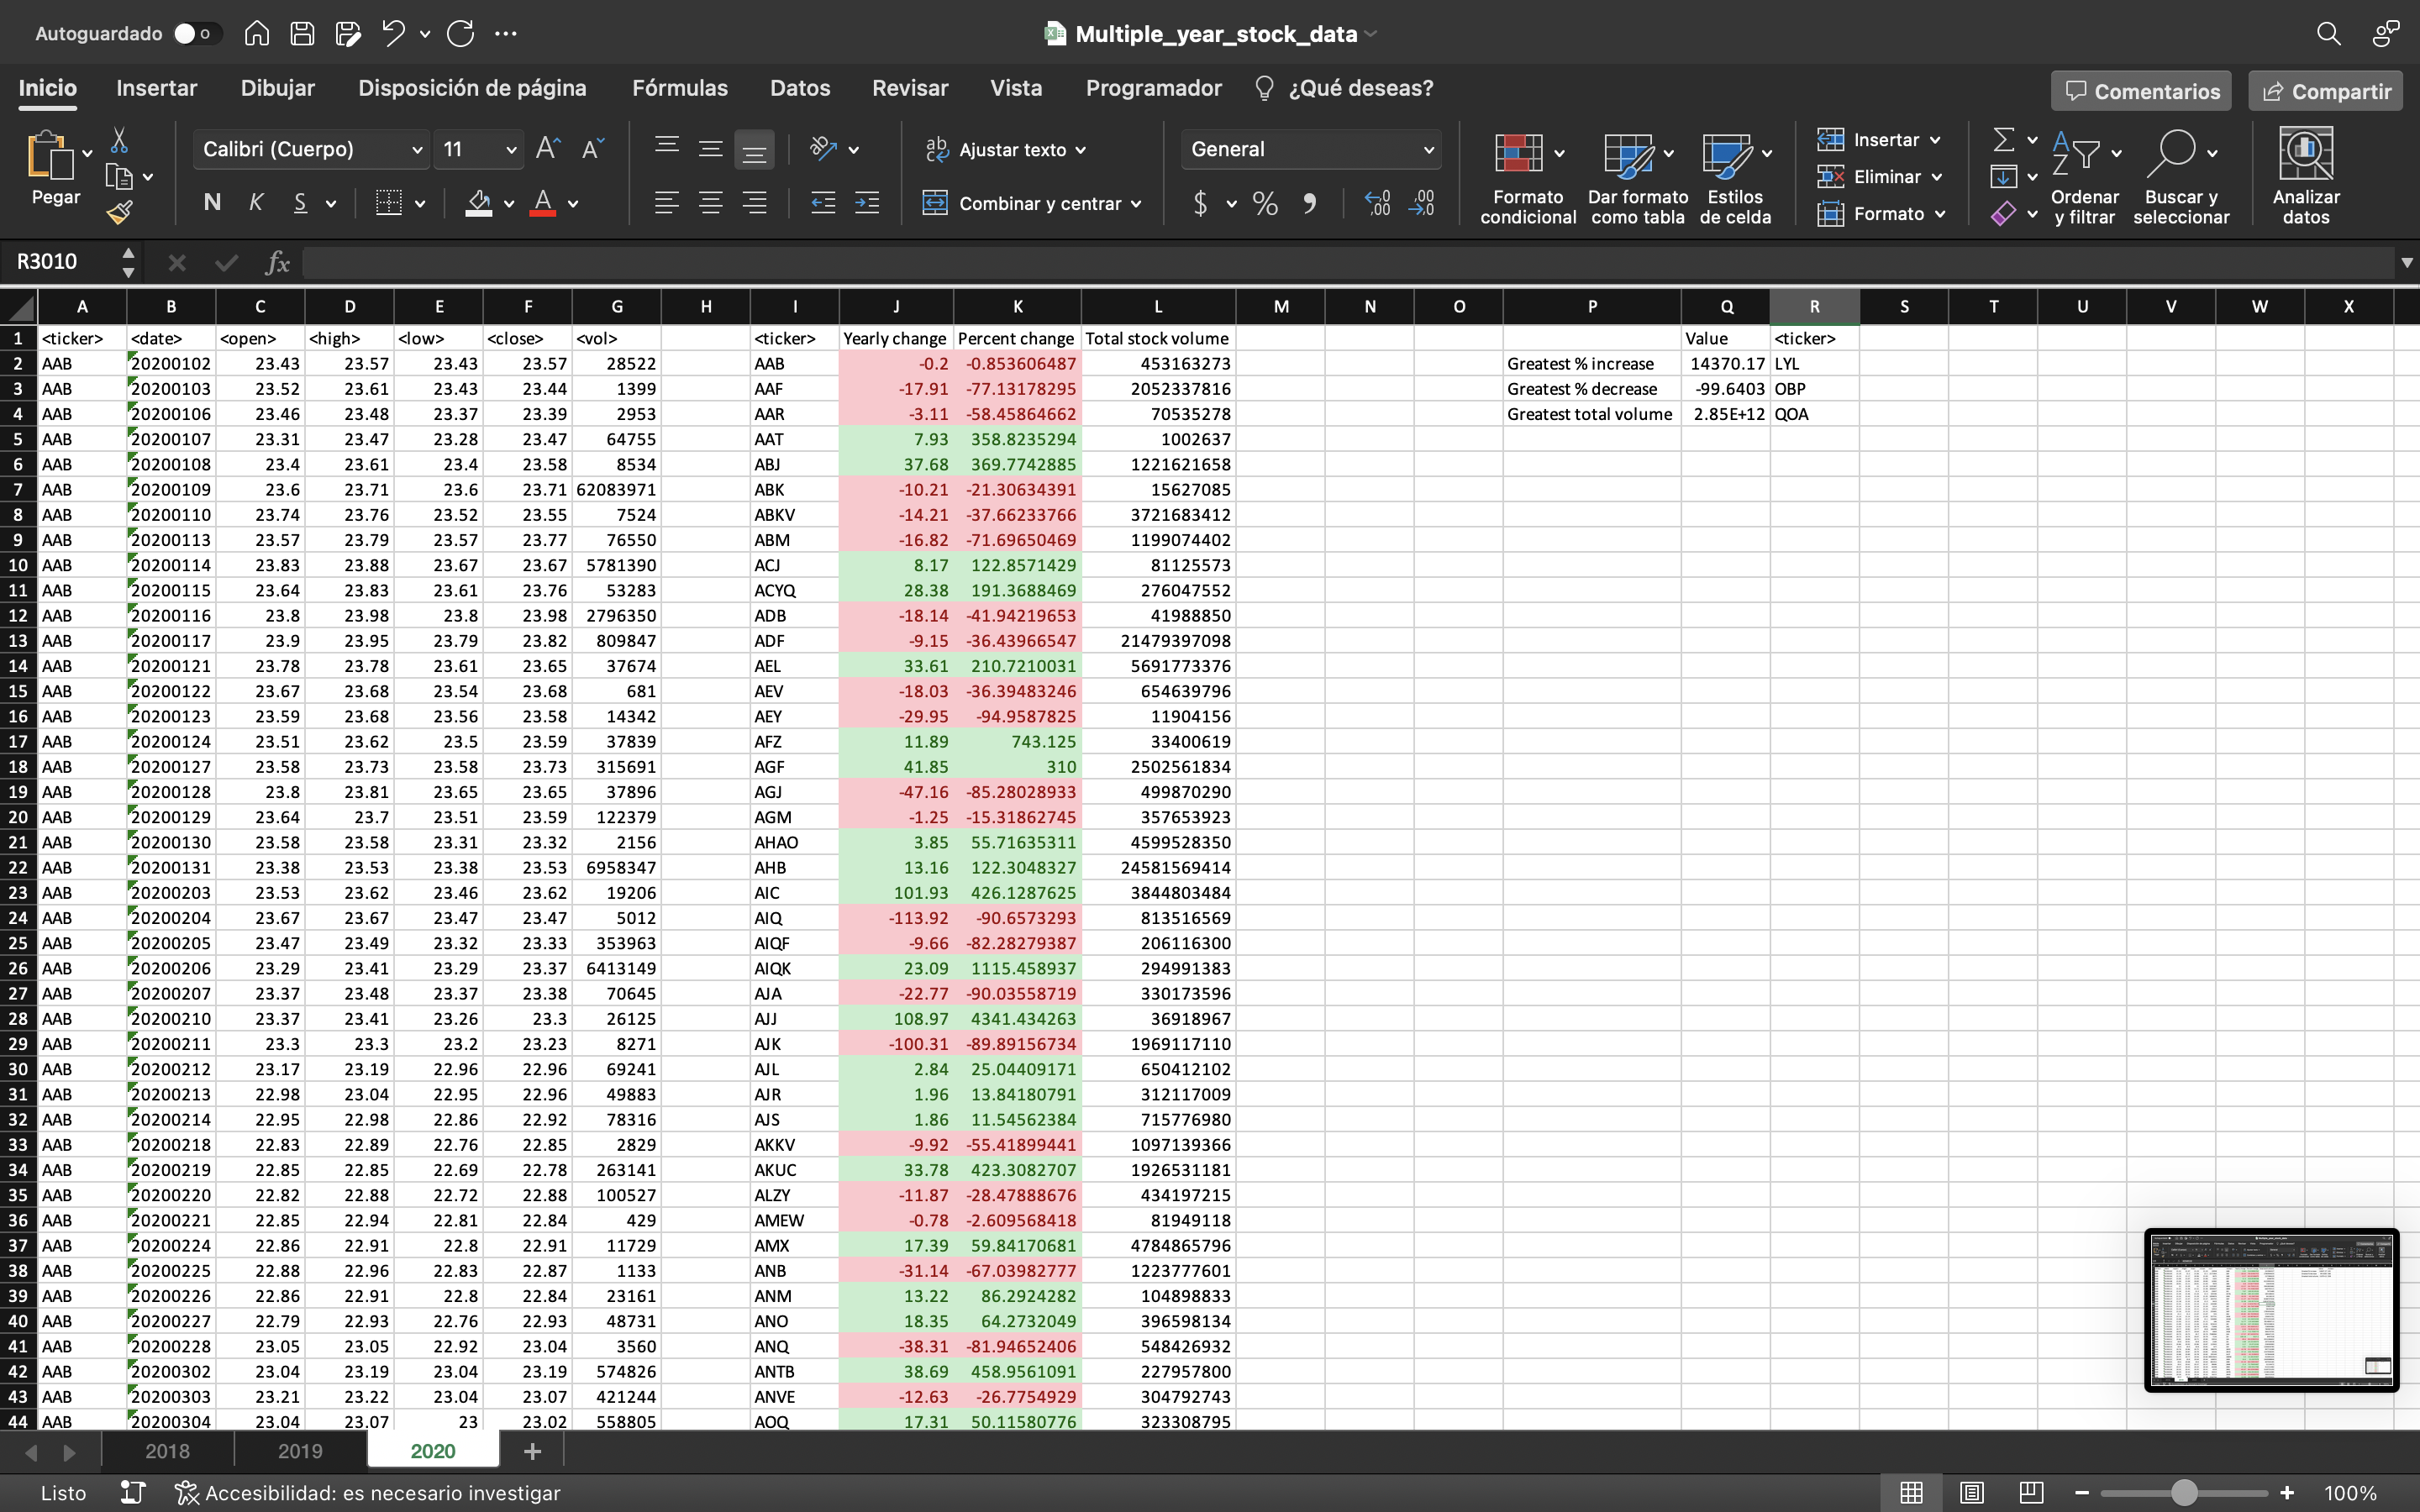 Autoguardado
Multiple_year_stock_data
Inicio Insertar Dibujar Disposición de página Fórmulas Datos Revisar Vista Programador ¿Qué deseas? Comentarios Compartir
Pegar Calibri (Cuerpo) 11 Ajustar texto General Insertar
N K S Combinar y centrar $ % Formato condicional Dar formato como tabla Estilos de celda Eliminar Formato Ordenar y filtrar Buscar y seleccionar Analizar datos
R3010 fx
A B C D E F G H I J K L M N O P Q R S T U V W X
1 <ticker> <date> <open> <high> <low> <close> <vol> <ticker> Yearly change Percent change Total stock volume Value <ticker>
2 AAB 20200102 23.43 23.57 23.43 23.57 28522 AAB -0.2 -0.853606487 453163273 Greatest % increase 14370.17 LYL
3 AAB 20200103 23.52 23.61 23.43 23.44 1399 AAF -17.91 -77.13178295 2052337816 Greatest % decrease -99.6403 OBP
4 AAB 20200106 23.46 23.48 23.37 23.39 2953 AAR -3.11 -58.45864662 70535278 Greatest total volume 2.85E+12 QOA
5 AAB 20200107 23.31 23.47 23.28 23.47 64755 AAT 7.93 358.8235294 1002637
6 AAB 20200108 23.4 23.61 23.4 23.58 8534 ABJ 37.68 369.7742885 1221621658
7 AAB 20200109 23.6 23.71 23.6 23.71 62083971 ABK -10.21 -21.30634391 15627085
8 AAB 20200110 23.74 23.76 23.52 23.55 7524 ABKV -14.21 -37.66233766 3721683412
9 AAB 20200113 23.57 23.79 23.57 23.77 76550 ABM -16.82 -71.69650469 1199074402
10 AAB 20200114 23.83 23.88 23.67 23.67 5781390 ACJ 8.17 122.8571429 81125573
11 AAB 20200115 23.64 23.83 23.61 23.76 53283 ACYQ 28.38 191.3688469 276047552
12 AAB 20200116 23.8 23.98 23.8 23.98 2796350 ADB -18.14 -41.94219653 41988850
13 AAB 20200117 23.9 23.95 23.79 23.82 809847 ADF -9.15 -36.43966547 21479397098
14 AAB 20200121 23.78 23.78 23.61 23.65 37674 AEL 33.61 210.7210031 5691773376
15 AAB 20200122 23.67 23.68 23.54 23.68 681 AEV -18.03 -36.39483246 654639796
16 AAB 20200123 23.59 23.68 23.56 23.58 14342 AEY -29.95 -94.9587825 11904156
17 AAB 20200124 23.51 23.62 23.5 23.59 37839 AFZ 11.89 743.125 33400619
18 AAB 20200127 23.58 23.73 23.58 23.73 315691 AGF 41.85 310 2502561834
19 AAB 20200128 23.8 23.81 23.65 23.65 37896 AGJ -47.16 -85.28028933 499870290
20 AAB 20200129 23.64 23.7 23.51 23.59 122379 AGM -1.25 -15.31862745 357653923
21 AAB 20200130 23.58 23.58 23.31 23.32 2156 AHAO 3.85 55.71635311 4599528350
22 AAB 20200131 23.38 23.53 23.38 23.53 6958347 AHB 13.16 122.3048327 24581569414
23 AAB 20200203 23.53 23.62 23.46 23.62 19206 AIC 101.93 426.1287625 3844803484
24 AAB 20200204 23.67 23.67 23.47 23.47 5012 AIQ -113.92 -90.6573293 813516569
25 AAB 20200205 23.47 23.49 23.32 23.33 353963 AIQF -9.66 -82.28279387 206116300
26 AAB 20200206 23.29 23.41 23.29 23.37 6413149 AIQK 23.09 1115.458937 294991383
27 AAB 20200207 23.37 23.48 23.37 23.38 70645 AJA -22.77 -90.03558719 330173596
28 AAB 20200210 23.37 23.41 23.26 23.3 26125 AJJ 108.97 4341.434263 36918967
29 AAB 20200211 23.3 23.3 23.2 23.23 8271 AJK -100.31 -89.89156734 1969117110
30 AAB 20200212 23.17 23.19 22.96 22.96 69241 AJL 2.84 25.04409171 650412102
31 AAB 20200213 22.98 23.04 22.95 22.96 49883 AJR 1.96 13.84180791 312117009
32 AAB 20200214 22.95 22.98 22.86 22.92 78316 AJS 1.86 11.54562384 715776980
33 AAB 20200218 22.83 22.89 22.76 22.85 2829 AKKV -9.92 -55.41899441 1097139366
34 AAB 20200219 22.85 22.85 22.69 22.78 263141 AKUC 33.78 423.3082707 1926531181
35 AAB 20200220 22.82 22.88 22.72 22.88 100527 ALZY -11.87 -28.47888676 434197215
36 AAB 20200221 22.85 22.94 22.81 22.84 429 AMEW -0.78 -2.609568418 81949118
37 AAB 20200224 22.86 22.91 22.8 22.91 11729 AMX 17.39 59.84170681 4784865796
38 AAB 20200225 22.88 22.96 22.83 22.87 1133 ANB -31.14 -67.03982777 1223777601
39 AAB 20200226 22.86 22.91 22.8 22.84 23161 ANM 13.22 86.2924282 104898833
40 AAB 20200227 22.79 22.93 22.76 22.93 48731 ANO 18.35 64.2732049 396598134
41 AAB 20200228 23.05 23.05 22.92 23.04 3560 ANQ -38.31 -81.94652406 548426932
42 AAB 20200302 23.04 23.19 23.04 23.19 574826 ANTB 38.69 458.9561091 227957800
43 AAB 20200303 23.21 23.22 23.04 23.07 421244 ANVE -12.63 -26.7754929 304792743
44 AAB 20200304 23.04 23.07 23 23.02 558805 AOQ 17.31 50.11580776 323308795
2018 2019 2020 +
Listo Accesibilidad: es necesario investigar 100%